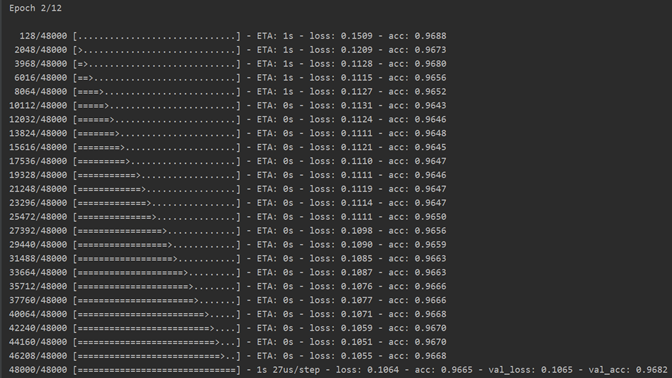 Epoch 2/12
128/48000 [..............................] - ETA: 1s - loss: 0.1509 - acc: 0.9688
2048/48000 [>.............................] - ETA: 1s - loss: 0.1209 - acc: 0.9673
3968/48000 [=>............................] - ETA: 1s - loss: 0.1128 - acc: 0.9680
6016/48000 [==>...........................] - ETA: 1s - loss: 0.1115 - acc: 0.9656
8064/48000 [====>.........................] - ETA: 1s - loss: 0.1127 - acc: 0.9652
10112/48000 [=====>........................] - ETA: 0s - loss: 0.1131 - acc: 0.9643
12032/48000 [======>.......................] - ETA: 0s - loss: 0.1124 - acc: 0.9646
13824/48000 [=======>......................] - ETA: 0s - loss: 0.1111 - acc: 0.9648
15616/48000 [========>.....................] - ETA: 0s - loss: 0.1121 - acc: 0.9645
17536/48000 [=========>....................] - ETA: 0s - loss: 0.1110 - acc: 0.9647
19328/48000 [===========>..................] - ETA: 0s - loss: 0.1111 - acc: 0.9646
21248/48000 [============>.................] - ETA: 0s - loss: 0.1119 - acc: 0.9647
23296/48000 [=============>................] - ETA: 0s - loss: 0.1114 - acc: 0.9647
25472/48000 [==============>...............] - ETA: 0s - loss: 0.1111 - acc: 0.9650
27392/48000 [================>.............] - ETA: 0s - loss: 0.1098 - acc: 0.9656
29440/48000 [=================>............] - ETA: 0s - loss: 0.1090 - acc: 0.9659
31488/48000 [==================>...........] - ETA: 0s - loss: 0.1085 - acc: 0.9663
33664/48000 [====================>.........] - ETA: 0s - loss: 0.1087 - acc: 0.9663
35712/48000 [=====================>........] - ETA: 0s - loss: 0.1076 - acc: 0.9666
37760/48000 [======================>.......] - ETA: 0s - loss: 0.1077 - acc: 0.9666
40064/48000 [========================>.....] - ETA: 0s - loss: 0.1071 - acc: 0.9668
42240/48000 [=========================>....] - ETA: 0s - loss: 0.1059 - acc: 0.9670
44160/48000 [==========================>...] - ETA: 0s - loss: 0.1051 - acc: 0.9670
46208/48000 [===========================>..] - ETA: 0s - loss: 0.1055 - acc: 0.9668
48000/48000 [==============================] - 1s 27us/step - loss: 0.1064 - acc: 0.9665 - val_loss: 0.1065 - val_acc: 0.9682